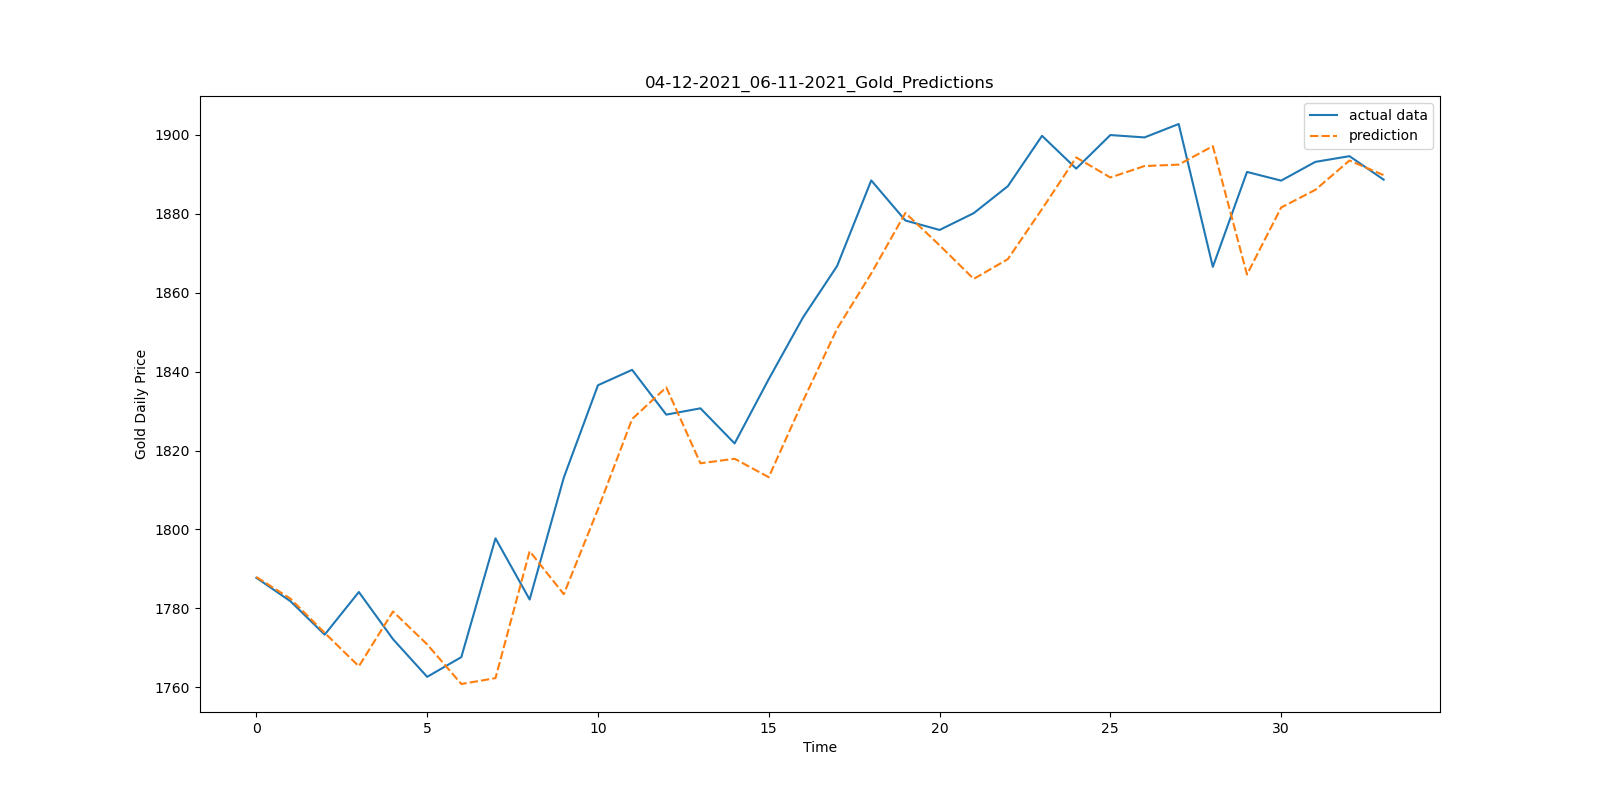 04-12-2021_06-11-2021_Gold_Predictions
actual data
prediction
Gold Daily Price
1900
1880
1860
1840
1820
1800
1780
1760
0 5 10 15 20 25 30
Time